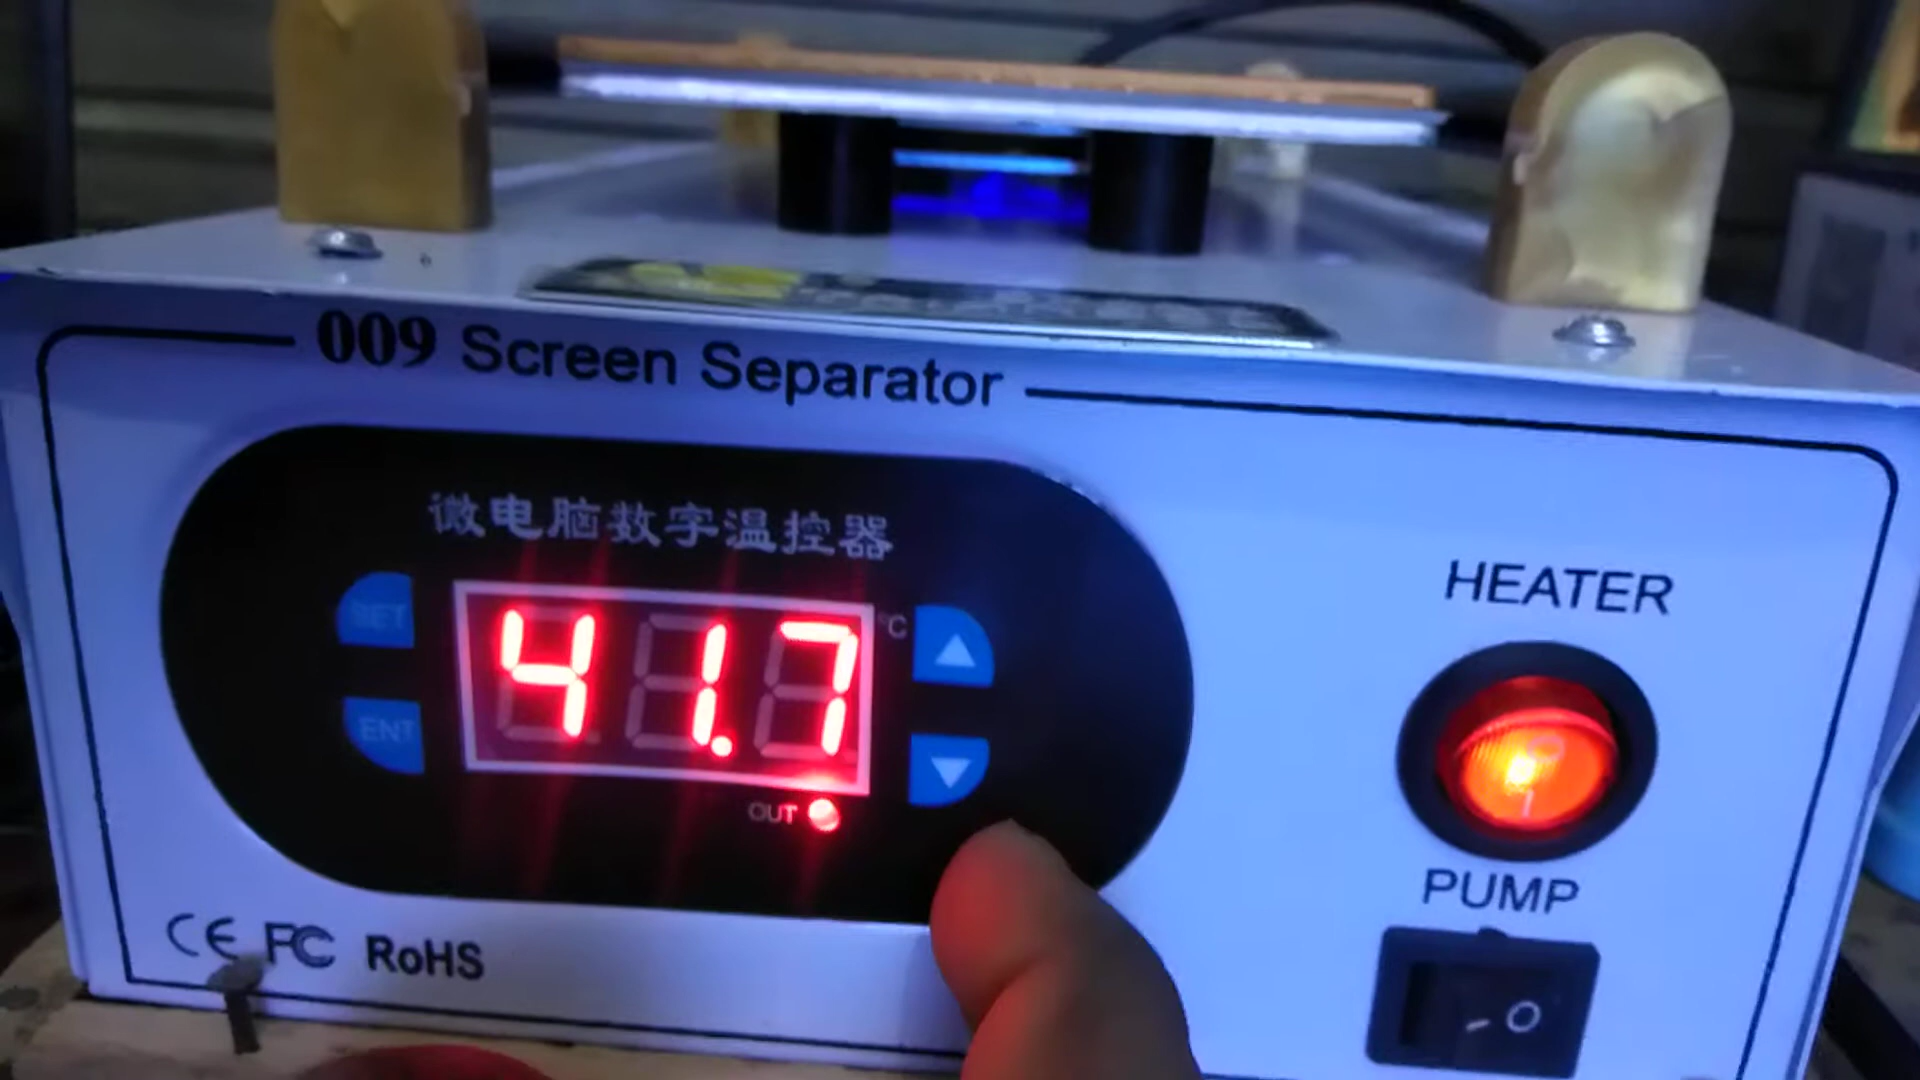 009 Screen Separator
微电脑数字温控器
SET
41.7 °C
ENT
OUT
HEATER
PUMP
- O
CE FC RoHS